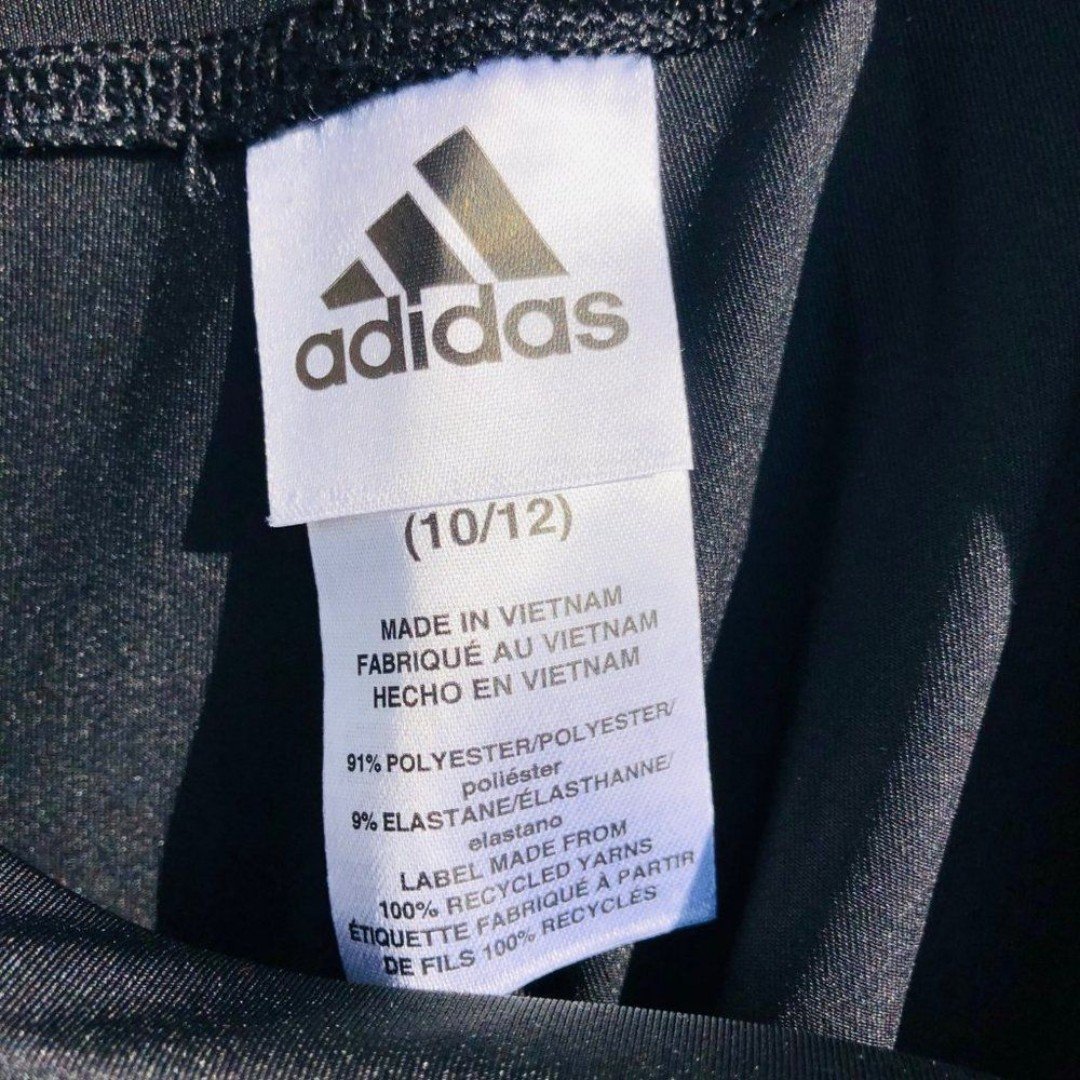 adidas
(10/12)
MADE IN VIETNAM
FABRIQUÉ AU VIETNAM
HECHO EN VIETNAM
91% POLYESTER/POLYESTER/
poliéster
9% ELASTANE/ÉLASTHANNE/
elastano
LABEL MADE FROM
100% RECYCLED YARNS
ÉTIQUETTE FABRIQUÉ À PARTIR
DE FILS 100% RECYCLÉS